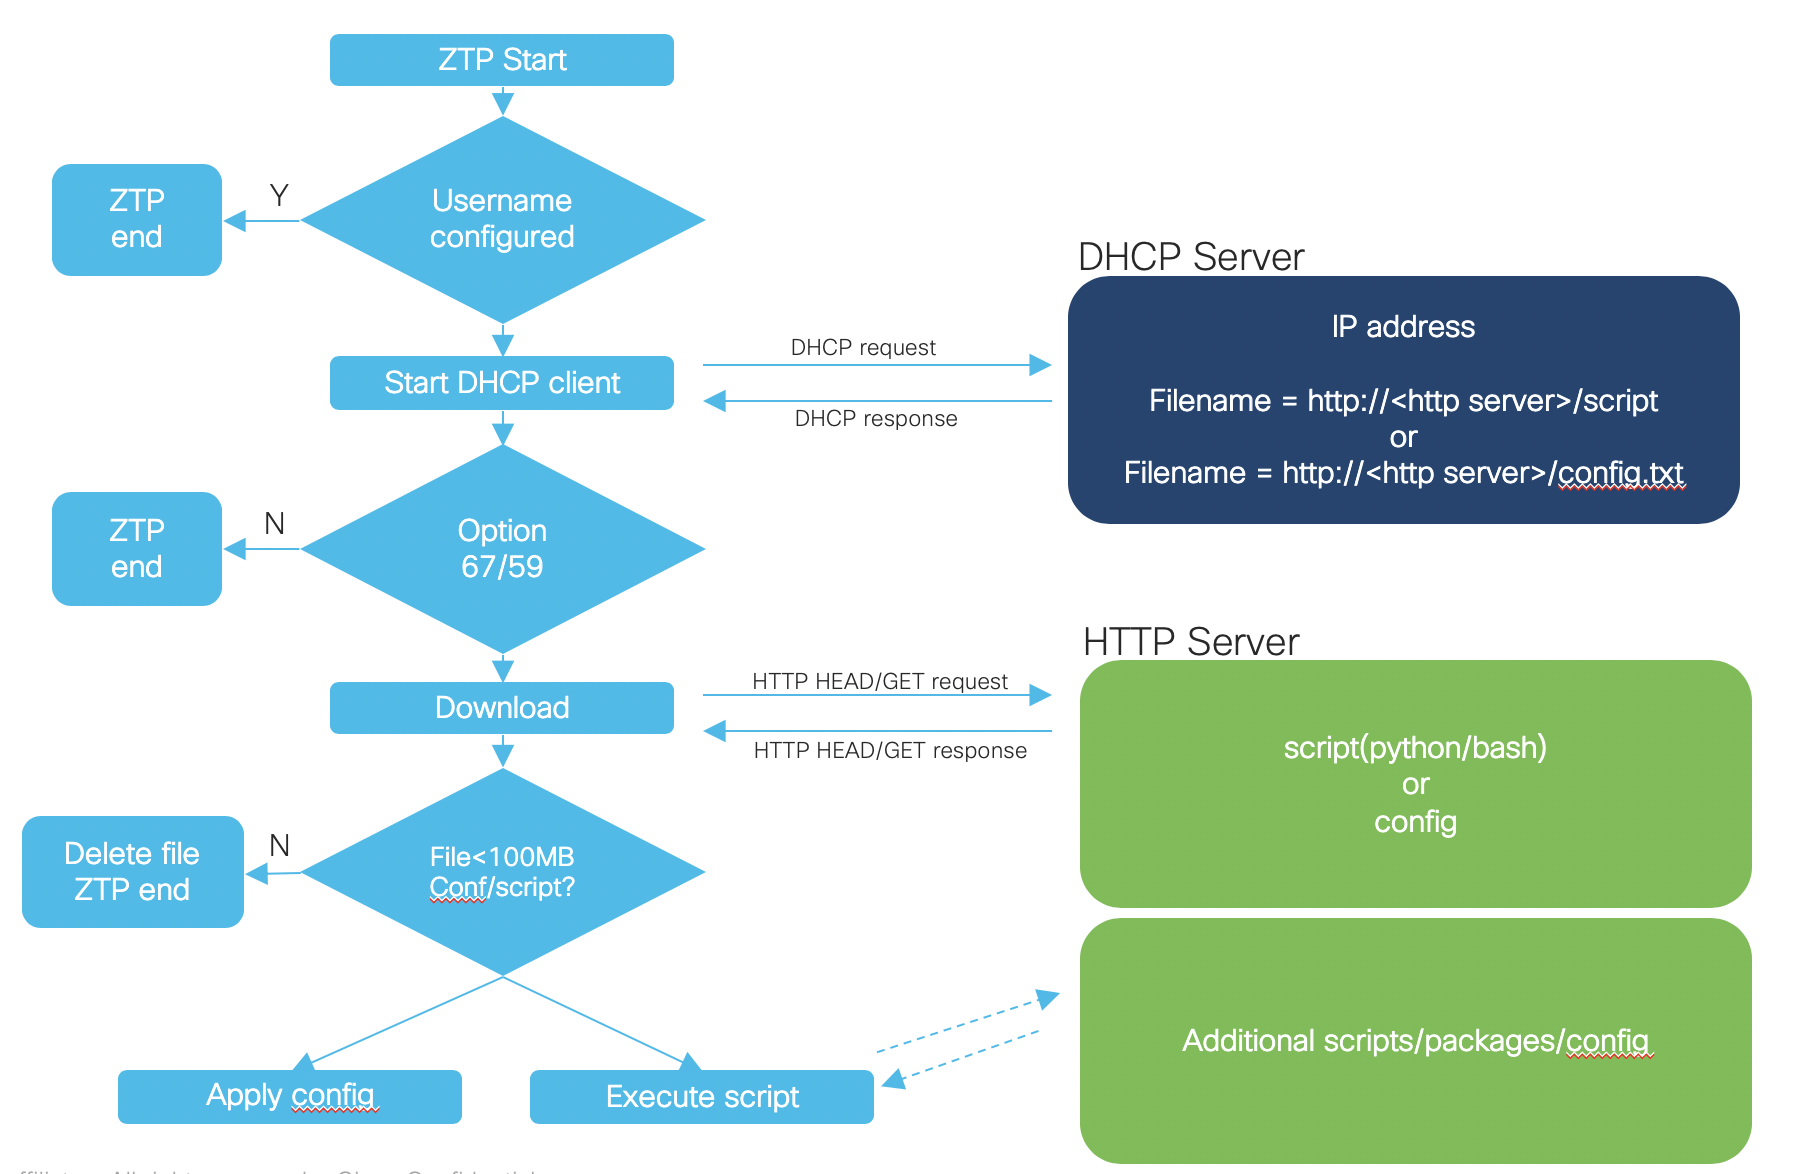 ZTP Start
Username
configured
Y
ZTP
end
DHCP Server
IP address
Filename = http://<http server>/script
or
Filename = http://<http server>/config.txt
DHCP request
Start DHCP client
DHCP response
Option
67/59
N
ZTP
end
HTTP Server
HTTP HEAD/GET request
Download
HTTP HEAD/GET response
script(python/bash)
or
config
File<100MB
Conf/script?
N
Delete file
ZTP end
Additional scripts/packages/config
Apply config
Execute script